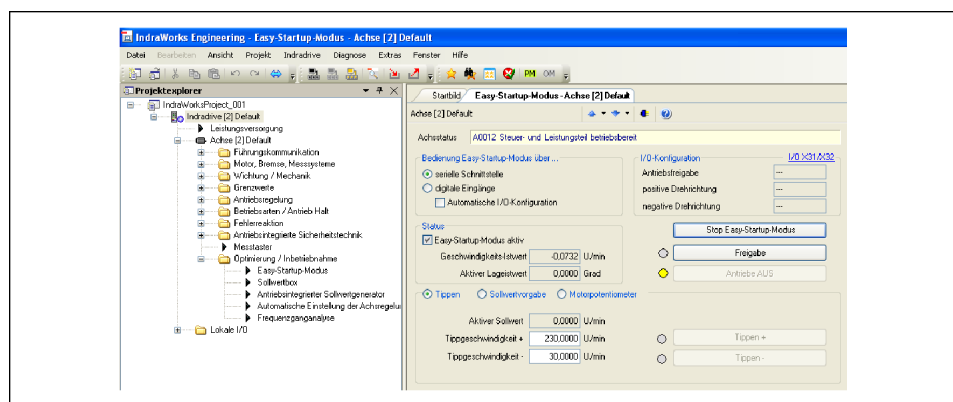 IndraWorks Engineering - Easy-Startup-Modus - Achse [2] Default
Datei Bearbeiten Ansicht Projekt Indradrive Diagnose Extras Fenster Hilfe
PM OM
Projektexplorer
IndraWorksProject_001
Indradrive [2] Default
Leistungsversorgung
Achse [2] Default
Führungskommunikation
Motor, Bremse, Messsysteme
Wichtung / Mechanik
Grenzwerte
Antriebsregelung
Betriebsarten / Antrieb Halt
Fehlerreaktion
Antriebsintegrierte Sicherheitstechnik
Messtaster
Optimierung / Inbetriebnahme
Easy-Startup-Modus
Sollwertbox
Antriebsintegrierter Sollwertgenerator
Automatische Einstellung der Achsregelu
Frequenzganganalyse
Lokale I/O
Startbild Easy-Startup-Modus - Achse [2] Default
Achse [2] Default
Achsstatus A0012 Steuer- und Leistungsteil betriebsbereit
Bedienung Easy-Startup-Modus über ...
serielle Schnittstelle
digitale Eingänge
Automatische I/O-Konfiguration
I/O-Konfiguration I/O X31/X32
Antriebsfreigabe ---
positive Drehrichtung ---
negative Drehrichtung ---
Status
Easy-Startup-Modus aktiv
Geschwindigkeits-Istwert -0,0732 U/min
Aktiver Lageistwert 0,0000 Grad
Stop Easy-Startup-Modus
Freigabe
Antriebe AUS
Tippen Sollwertvorgabe Motorpotentiometer
Aktiver Sollwert 0,0000 U/min
Tippgeschwindigkeit + 230,0000 U/min
Tippgeschwindigkeit - 30,0000 U/min
Tippen +
Tippen -